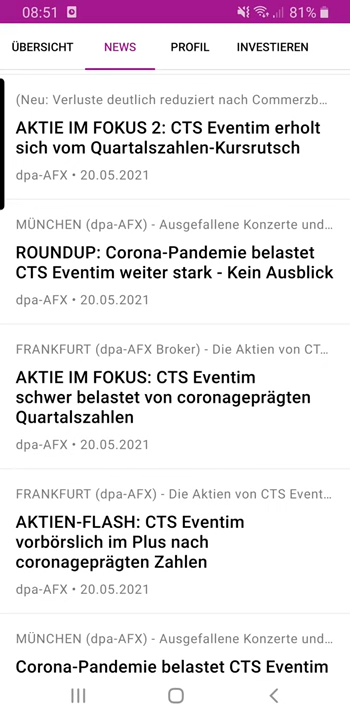 08:51 81%
ÜBERSICHT NEWS PROFIL INVESTIEREN
(Neu: Verluste deutlich reduziert nach Commerzb...
AKTIE IM FOKUS 2: CTS Eventim erholt
sich vom Quartalszahlen-Kursrutsch
dpa-AFX • 20.05.2021
MÜNCHEN (dpa-AFX) - Ausgefallene Konzerte und...
ROUNDUP: Corona-Pandemie belastet
CTS Eventim weiter stark - Kein Ausblick
dpa-AFX • 20.05.2021
FRANKFURT (dpa-AFX Broker) - Die Aktien von CT...
AKTIE IM FOKUS: CTS Eventim
schwer belastet von coronageprägten
Quartalszahlen
dpa-AFX • 20.05.2021
FRANKFURT (dpa-AFX) - Die Aktien von CTS Event...
AKTIEN-FLASH: CTS Eventim
vorbörslich im Plus nach
coronageprägten Zahlen
dpa-AFX • 20.05.2021
MÜNCHEN (dpa-AFX) - Ausgefallene Konzerte und...
Corona-Pandemie belastet CTS Eventim